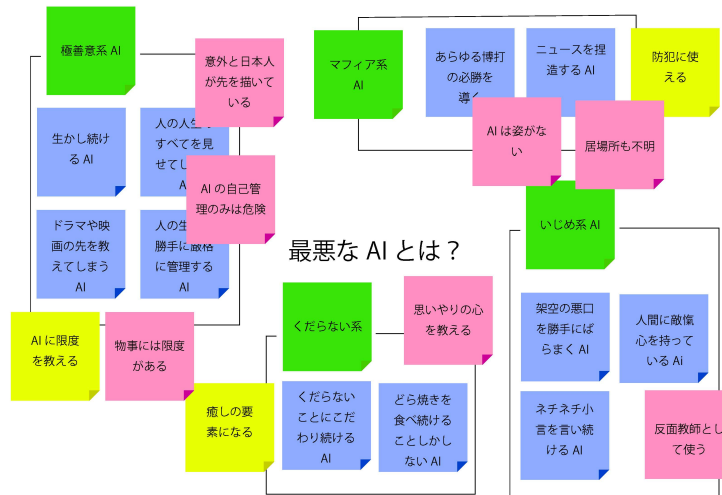 極善意系 AI
意外と日本人
が先を描いて
いる
生かし続け
る AI
人の人生
すべてを見
せてし
A
AI の自己管
理のみは危険
ドラマや映
画の先を教
えてしまう
AI
人の生
勝手に厳格
に管理する
AI
AI に限度
を教える
物事には限度
がある
マフィア系
AI
あらゆる博打
の必勝を
導く
ニュースを捏
造する AI
防犯に使
える
AI は姿がな
い
居場所も不明
最悪な AI とは？
くだらない系
思いやりの心
を教える
癒しの要
素になる
くだらない
ことにこだ
わり続ける
AI
どら焼きを
食べ続ける
ことしかし
ない AI
いじめ系 AI
架空の悪口
を勝手にば
らまく AI
人間に敵愾
心を持って
いる Ai
ネチネチ小
言を言い続
ける AI
反面教師とし
て使う